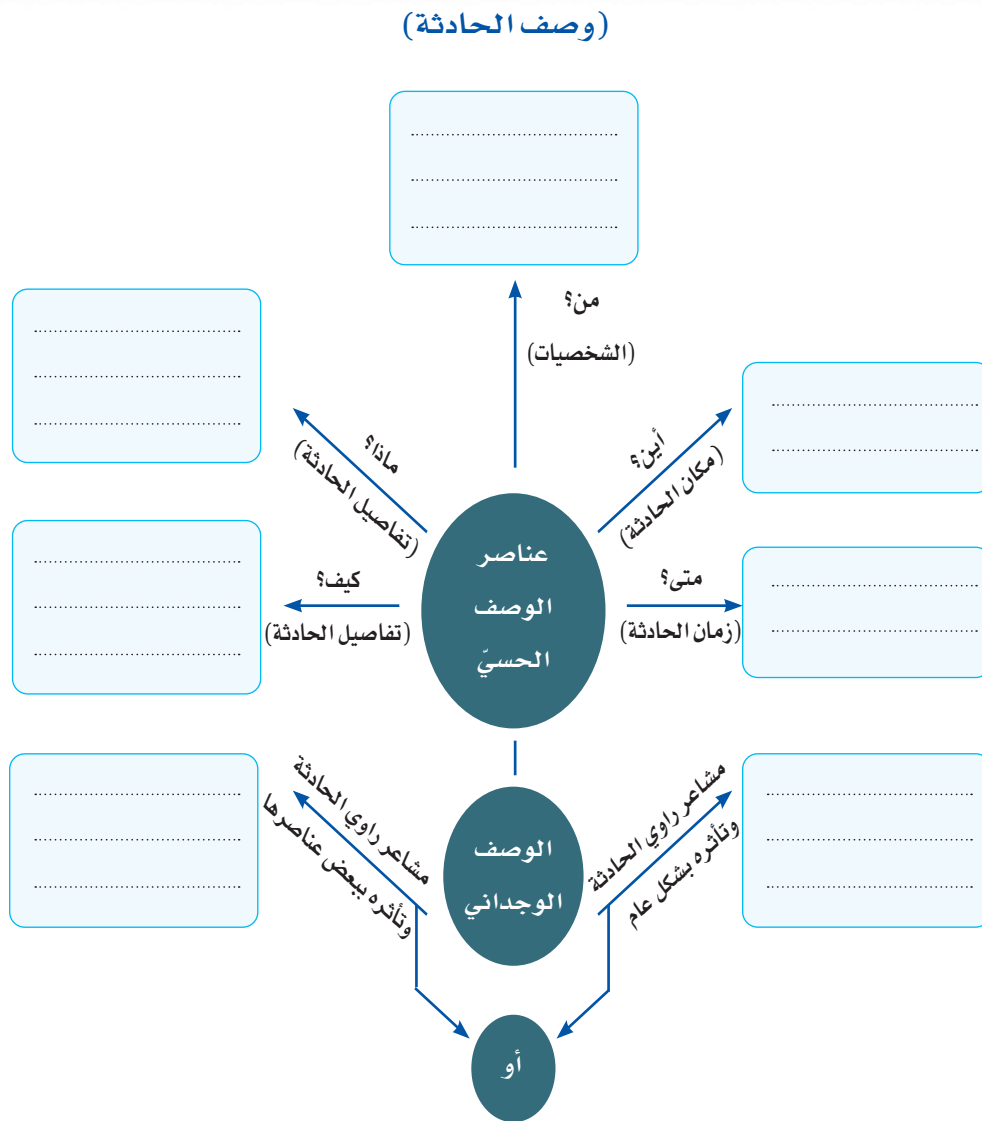 (وصف الحادثة)
من؟
(الشخصيات)
أين؟
(مكان الحادثة)
ماذا؟
(تفاصيل الحادثة)
عناصر
الوصف
الحسيّ
متى؟
(زمان الحادثة)
كيف؟
(تفاصيل الحادثة)
مشاعر راوي الحادثة
وتأثره بشكل عام
مشاعر راوي الحادثة
وتأثره ببعض عناصرها
الوصف
الوجداني
أو